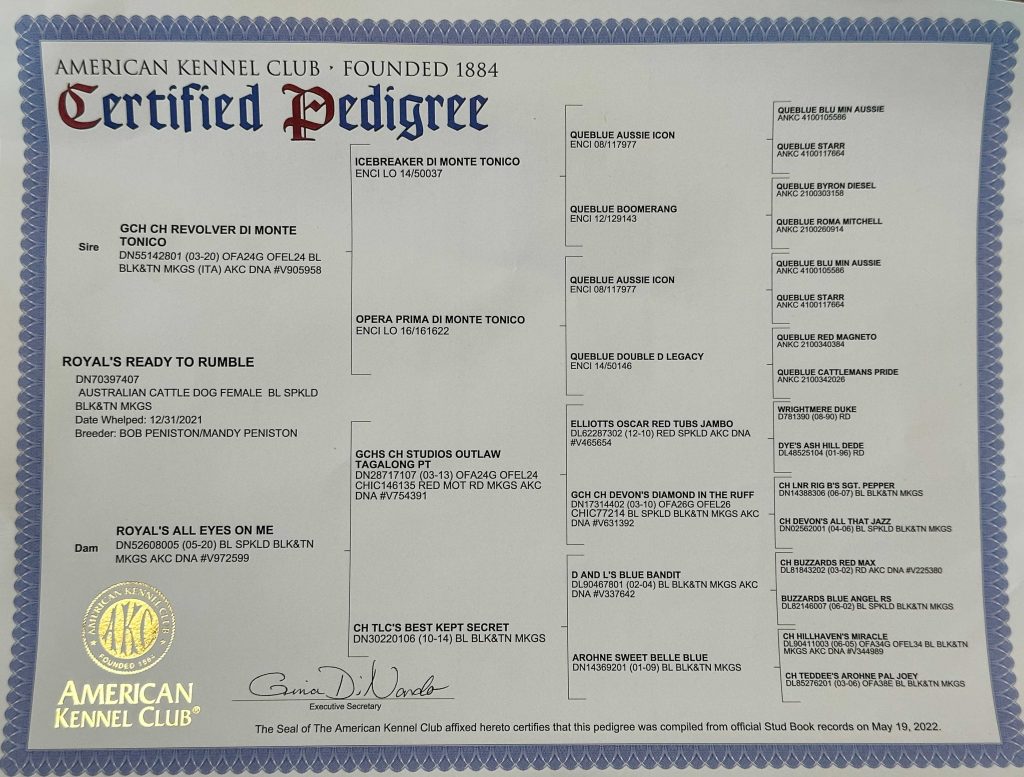 AMERICAN KENNEL CLUB · FOUNDED 1884
Certified Pedigree
Sire
GCH CH REVOLVER DI MONTE
TONICO
DN55142801 (03-20) OFA24G OFEL24 BL
BLK&TN MKGS (ITA) AKC DNA #V905958
ROYAL'S READY TO RUMBLE
DN70397407
AUSTRALIAN CATTLE DOG FEMALE BL SPKLD
BLK&TN MKGS
Date Whelped: 12/31/2021
Breeder: BOB PENISTON/MANDY PENISTON
Dam
ROYAL'S ALL EYES ON ME
DN52608005 (05-20) BL SPKLD BLK&TN
MKGS AKC DNA #V972599
ICEBREAKER DI MONTE TONICO
ENCI LO 14/50037
OPERA PRIMA DI MONTE TONICO
ENCI LO 16/161622
GCHS CH STUDIOS OUTLAW
TAGALONG PT
DN28717107 (03-13) OFA24G OFEL24
CHIC146135 RED MOT RD MKGS AKC
DNA #V754391
CH TLC'S BEST KEPT SECRET
DN30220106 (10-14) BL BLK&TN MKGS
QUEBLUE AUSSIE ICON
ENCI 08/117977
QUEBLUE BOOMERANG
ENCI 12/129143
QUEBLUE AUSSIE ICON
ENCI 08/117977
QUEBLUE DOUBLE D LEGACY
ENCI 14/50146
ELLIOTTS OSCAR RED TUBS JAMBO
DL62287302 (12-10) RED SPKLD AKC DNA
#V465654
GCH CH DEVON'S DIAMOND IN THE RUFF
DN17314402 (03-10) OFA26G OFEL26
CHIC77214 BL SPKLD BLK&TN MKGS AKC
DNA #V631392
D AND L'S BLUE BANDIT
DL90467801 (02-04) BL BLK&TN MKGS AKC
DNA #V337642
AROHNE SWEET BELLE BLUE
DN14369201 (01-09) BL BLK&TN MKGS
QUEBLUE BLU MIN AUSSIE
ANKC 4100105586
QUEBLUE STARR
ANKC 4100117664
QUEBLUE BYRON DIESEL
ANKC 2100303158
QUEBLUE ROMA MITCHELL
ANKC 2100260914
QUEBLUE BLU MIN AUSSIE
ANKC 4100105586
QUEBLUE STARR
ANKC 4100117664
QUEBLUE RED MAGNETO
ANKC 2100340384
QUEBLUE CATTLEMANS PRIDE
ANKC 2100342026
WRIGHTMERE DUKE
D781390 (08-90) RD
DYE'S ASH HILL DEDE
DL48525104 (01-96) RD
CH LNR RIG B'S SGT. PEPPER
DN14388306 (06-07) BL BLK&TN MKGS
CH DEVON'S ALL THAT JAZZ
DN02562001 (04-06) BL SPKLD BLK&TN MKGS
CH BUZZARDS RED MAX
DL81843202 (03-02) RD AKC DNA #V225380
BUZZARDS BLUE ANGEL RS
DL82146007 (06-02) BL SPKLD BLK&TN MKGS
CH HILLHAVEN'S MIRACLE
DL90411003 (06-05) OFA34G OFEL34 BL BLK&TN
MKGS AKC DNA #V344989
CH TEDDEE'S AROHNE PAL JOEY
DL85276201 (03-06) OFA38E BL BLK&TN MKGS
AMERICAN KENNEL CLUB
AKC
FOUNDED 1884
AMERICAN
KENNEL CLUB®
Gina DiNardo
Executive Secretary
The Seal of The American Kennel Club affixed hereto certifies that this pedigree was compiled from official Stud Book records on May 19, 2022.